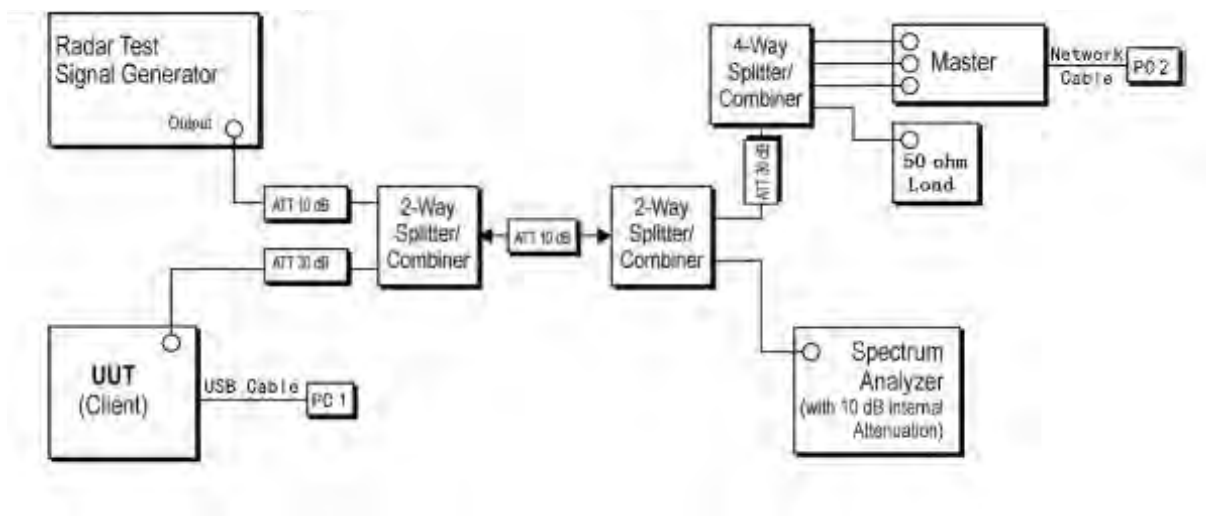 Radar Test
Signal Generator
Output
ATT 10 dB
ATT 30 dB
2-Way
Splitter/
Combiner
ATT 10 dB
2-Way
Splitter/
Combiner
4-Way
Splitter/
Combiner
ATT 30 dB
Master
Network
Cable
PC 2
50 ohm
Load
UUT
(Client)
USB Cable
PC 1
Spectrum
Analyzer
(with 10 dB internal
Attenuation)